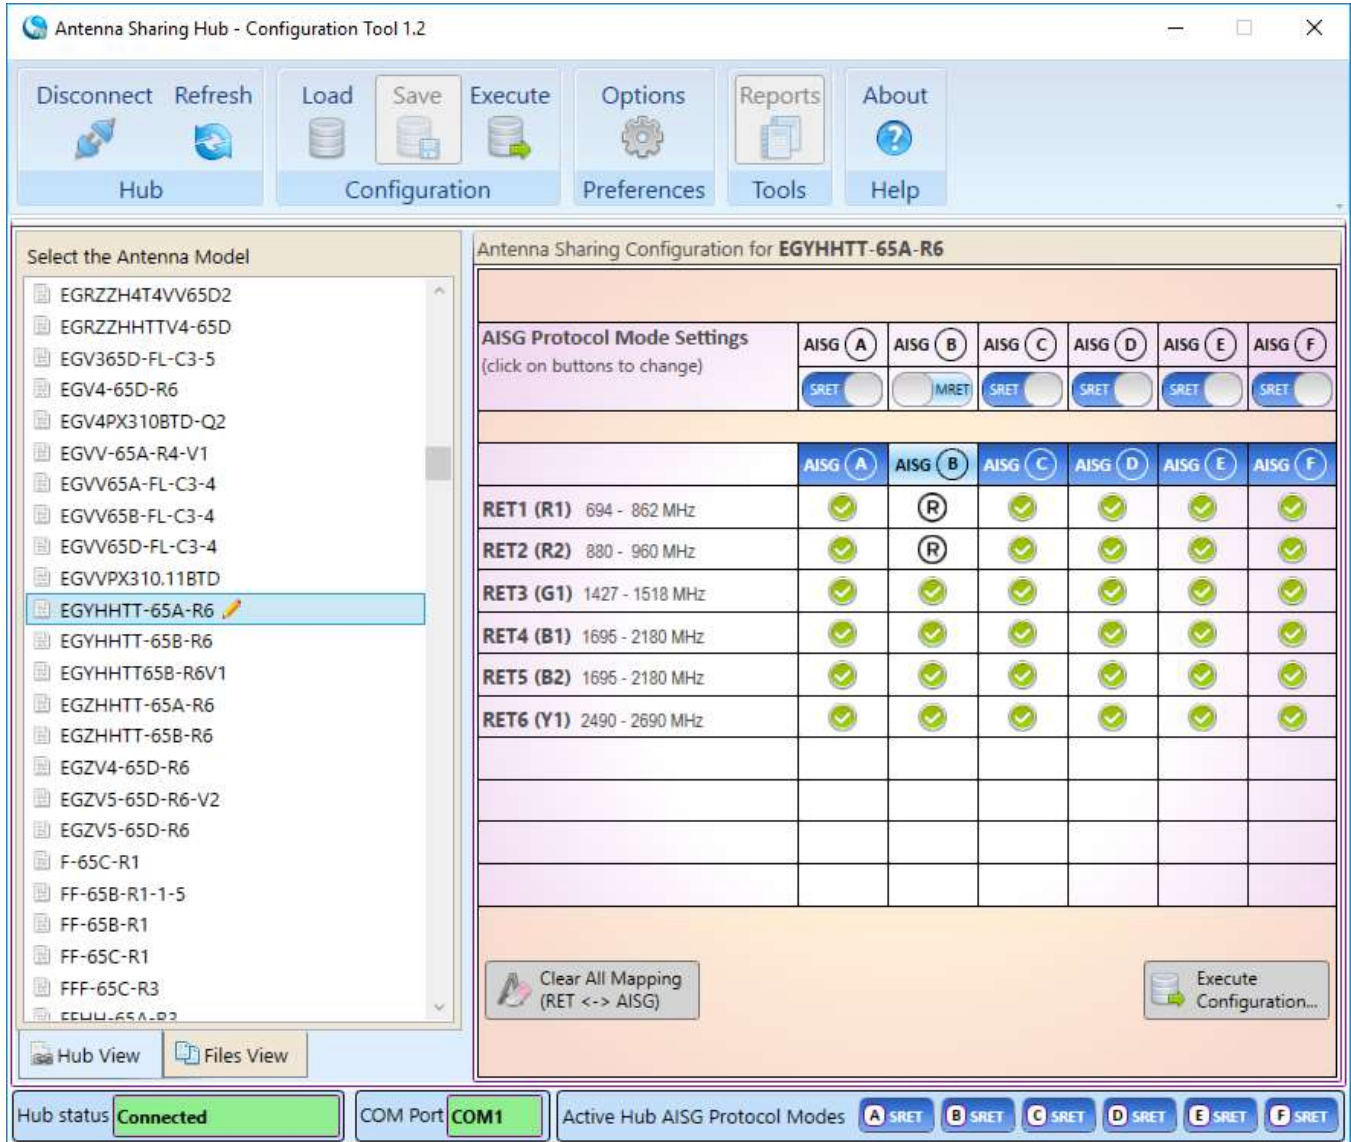 Antenna Sharing Hub - Configuration Tool 1.2
Disconnect Refresh Load Save Execute Options Reports About
Hub Configuration Preferences Tools Help
Select the Antenna Model
EGRZZH4T4VV65D2
EGRZZHHTTV4-65D
EGV365D-FL-C3-5
EGV4-65D-R6
EGV4PX310BTD-Q2
EGVV-65A-R4-V1
EGVV65A-FL-C3-4
EGVV65B-FL-C3-4
EGVV65D-FL-C3-4
EGVVPX310.11BTD
EGYHHTT-65A-R6
EGYHHTT-65B-R6
EGYHHTT65B-R6V1
EGZHHTT-65A-R6
EGZHHTT-65B-R6
EGZV4-65D-R6
EGZV5-65D-R6-V2
EGZV5-65D-R6
F-65C-R1
FF-65B-R1-1-5
FF-65B-R1
FF-65C-R1
FFF-65C-R3
FFHH-65A-R3
Hub View Files View
Antenna Sharing Configuration for EGYHHTT-65A-R6
AISG Protocol Mode Settings AISG A AISG B AISG C AISG D AISG E AISG F
(click on buttons to change) SRET MRET SRET SRET SRET SRET
AISG A AISG B AISG C AISG D AISG E AISG F
RET1 (R1) 694 - 862 MHz R
RET2 (R2) 880 - 960 MHz R
RET3 (G1) 1427 - 1518 MHz
RET4 (B1) 1695 - 2180 MHz
RET5 (B2) 1695 - 2180 MHz
RET6 (Y1) 2490 - 2690 MHz
Clear All Mapping
(RET <-> AISG)
Execute
Configuration...
Hub status Connected COM Port COM1 Active Hub AISG Protocol Modes A SRET B SRET C SRET D SRET E SRET F SRET